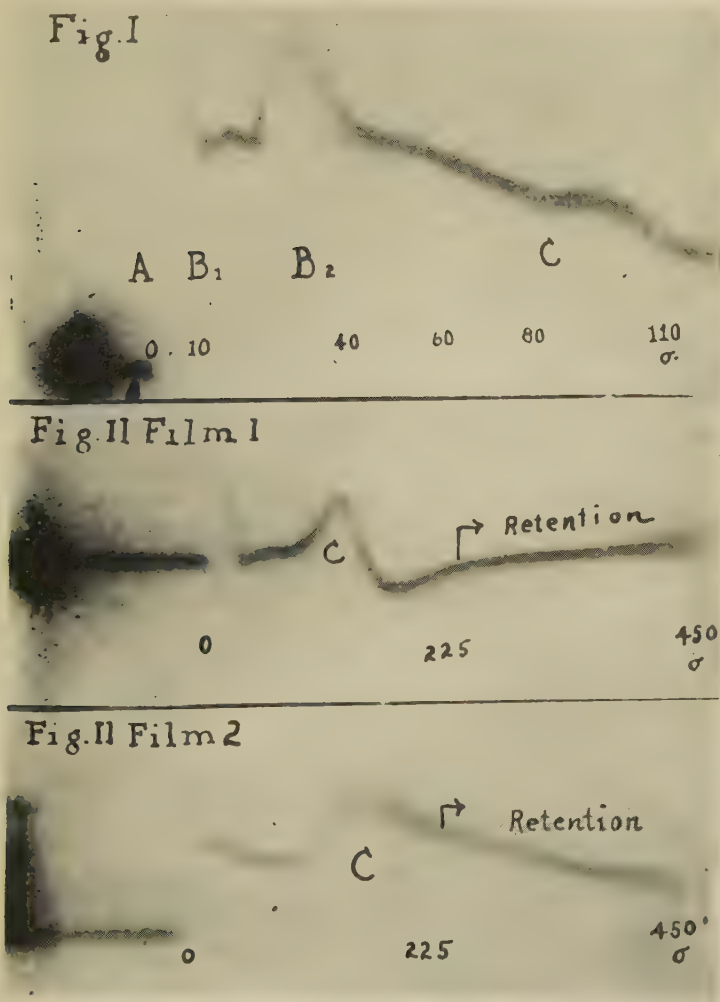 Fig.I
A B1 B2 C
0. 10 40 60 80 110
σ.
Fig.II Film 1
C Retention
0 225 450
σ
Fig.II Film 2
C Retention
0 225 450
σ